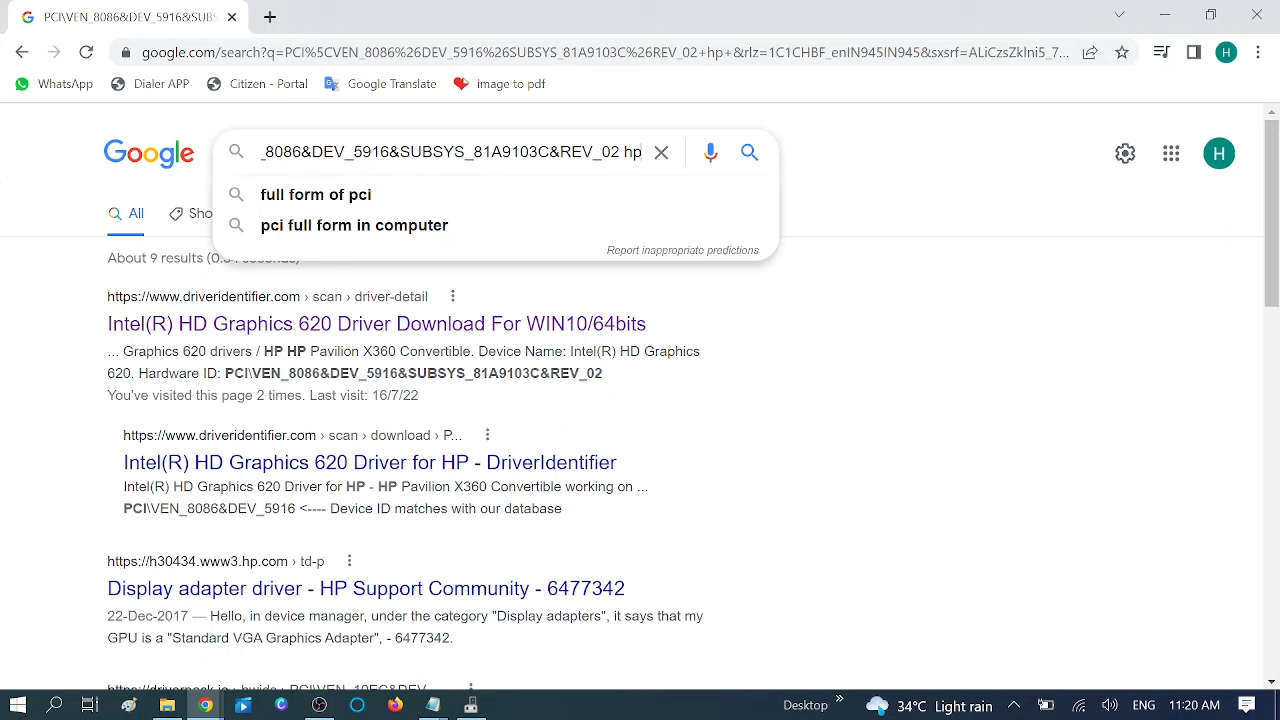 PCI\VEN_8086&DEV_5916&SUBS
google.com/search?q=PCI%5CVEN_8086%26DEV_5916%26SUBSYS_81A9103C%26REV_02+hp+&rlz=1C1CHBF_enIN945IN945&sxsrf=ALiCzsZklni5_7...
H
WhatsApp
Dialer APP
Citizen - Portal
Google Translate
image to pdf
Google
_8086&DEV_5916&SUBSYS_81A9103C&REV_02 hp
H
full form of pci
pci full form in computer
Report inappropriate predictions
All
Sho
About 9 results
https://www.driveridentifier.com › scan › driver-detail
Intel(R) HD Graphics 620 Driver Download For WIN10/64bits
... Graphics 620 drivers / HP HP Pavilion X360 Convertible. Device Name: Intel(R) HD Graphics
620. Hardware ID: PCI\VEN_8086&DEV_5916&SUBSYS_81A9103C&REV_02
You've visited this page 2 times. Last visit: 16/7/22
https://www.driveridentifier.com › scan › download › P...
Intel(R) HD Graphics 620 Driver for HP - DriverIdentifier
Intel(R) HD Graphics 620 Driver for HP - HP Pavilion X360 Convertible working on ...
PCI\VEN_8086&DEV_5916 <---- Device ID matches with our database
https://h30434.www3.hp.com › td-p
Display adapter driver - HP Support Community - 6477342
22-Dec-2017 — Hello, in device manager, under the category "Display adapters", it says that my
GPU is a "Standard VGA Graphics Adapter", - 6477342.
Desktop
34°C Light rain
ENG
11:20 AM